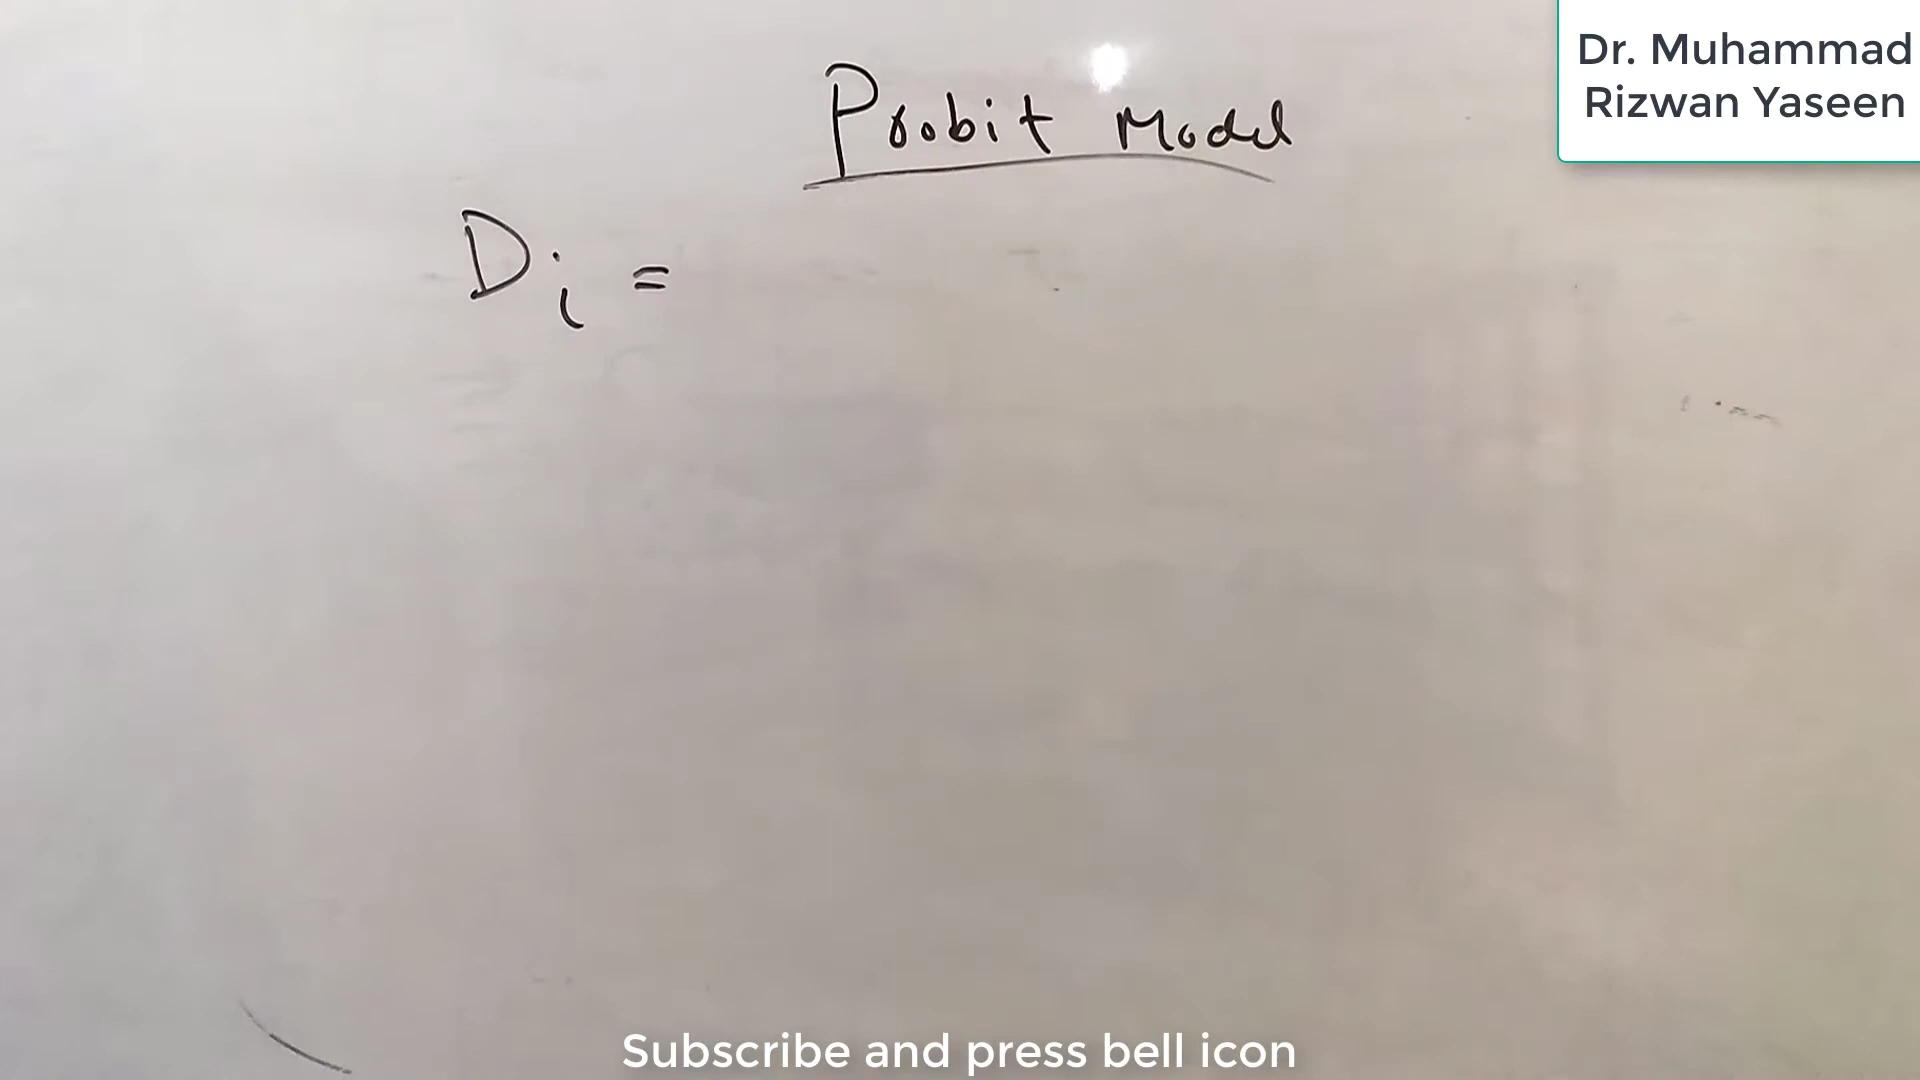 Probit Model
Dr. Muhammad
Rizwan Yaseen
Di =
Subscribe and press bell icon